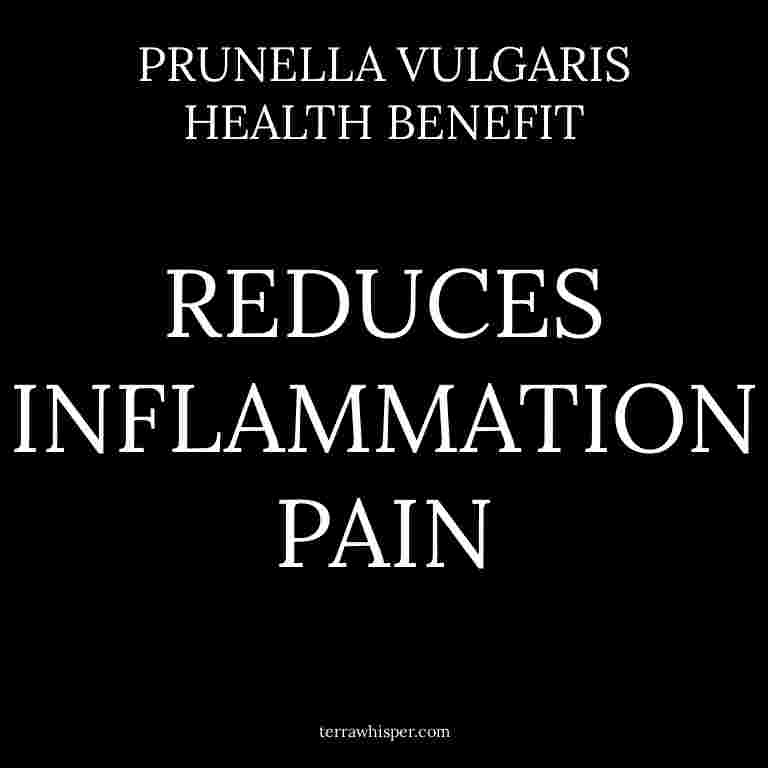 PRUNELLA VULGARIS
HEALTH BENEFIT
REDUCES
INFLAMMATION
PAIN
terrawhisper.com